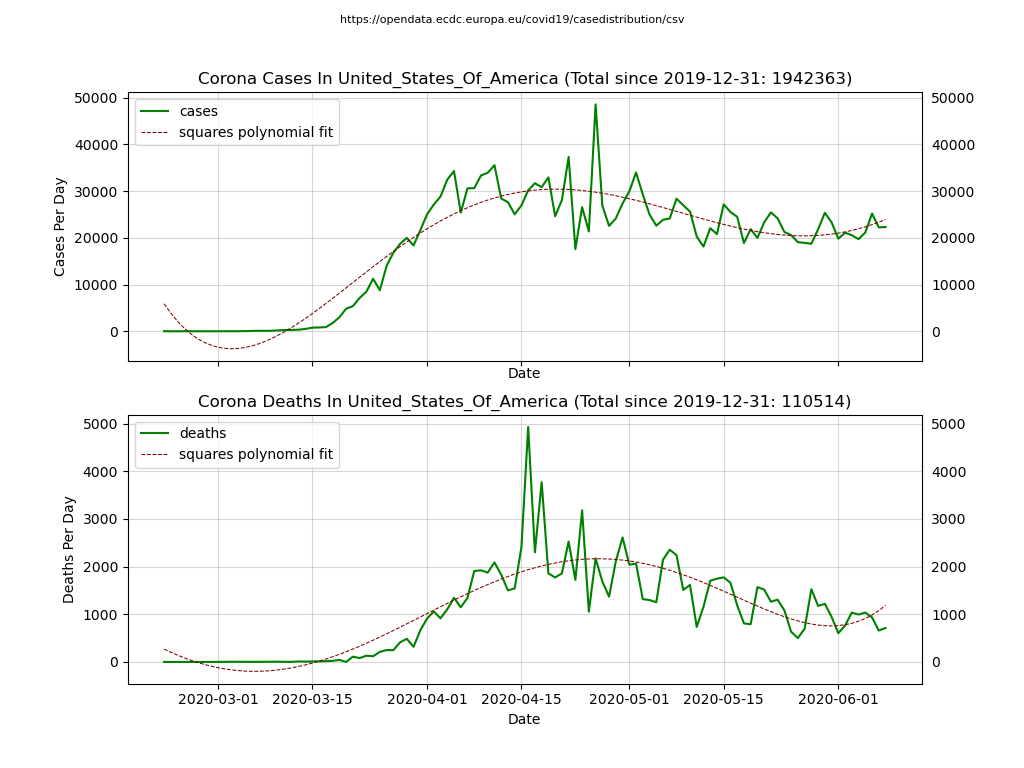 https://opendata.ecdc.europa.eu/covid19/casedistribution/csv
Corona Cases In United_States_Of_America (Total since 2019-12-31: 1942363)
cases
squares polynomial fit
Cases Per Day
50000
40000
30000
20000
10000
0
50000
40000
30000
20000
10000
0
Date
Corona Deaths In United_States_Of_America (Total since 2019-12-31: 110514)
deaths
squares polynomial fit
Deaths Per Day
5000
4000
3000
2000
1000
0
5000
4000
3000
2000
1000
0
2020-03-01 2020-03-15 2020-04-01 2020-04-15 2020-05-01 2020-05-15 2020-06-01
Date